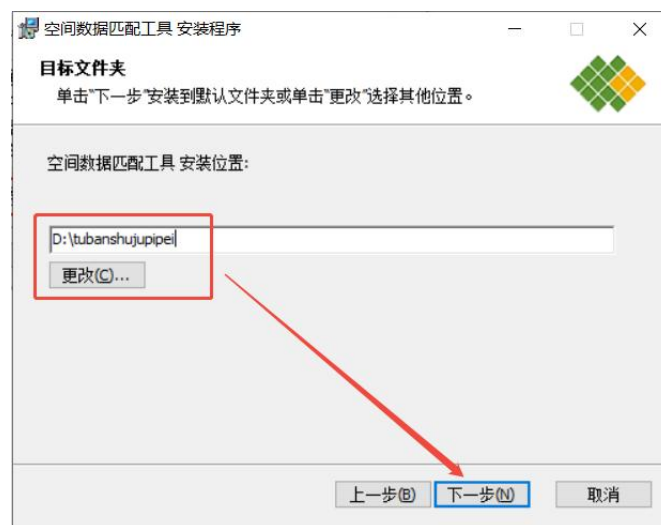 空间数据匹配工具 安装程序
目标文件夹
单击"下一步"安装到默认文件夹或单击"更改"选择其他位置。
空间数据匹配工具 安装位置:
D:\tubanshujupipei
更改(C)...
上一步(B) 下一步(N) 取消